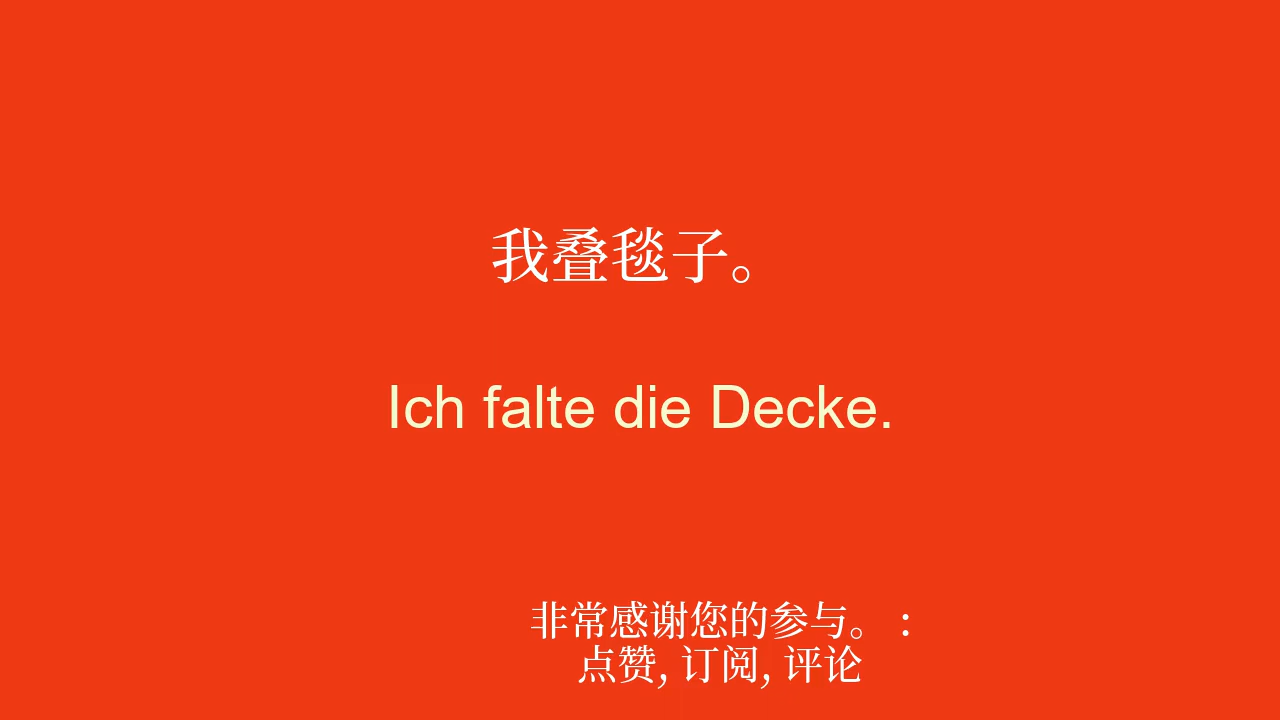 我叠毯子。
Ich falte die Decke.
非常感谢您的参与。 :
点赞, 订阅, 评论